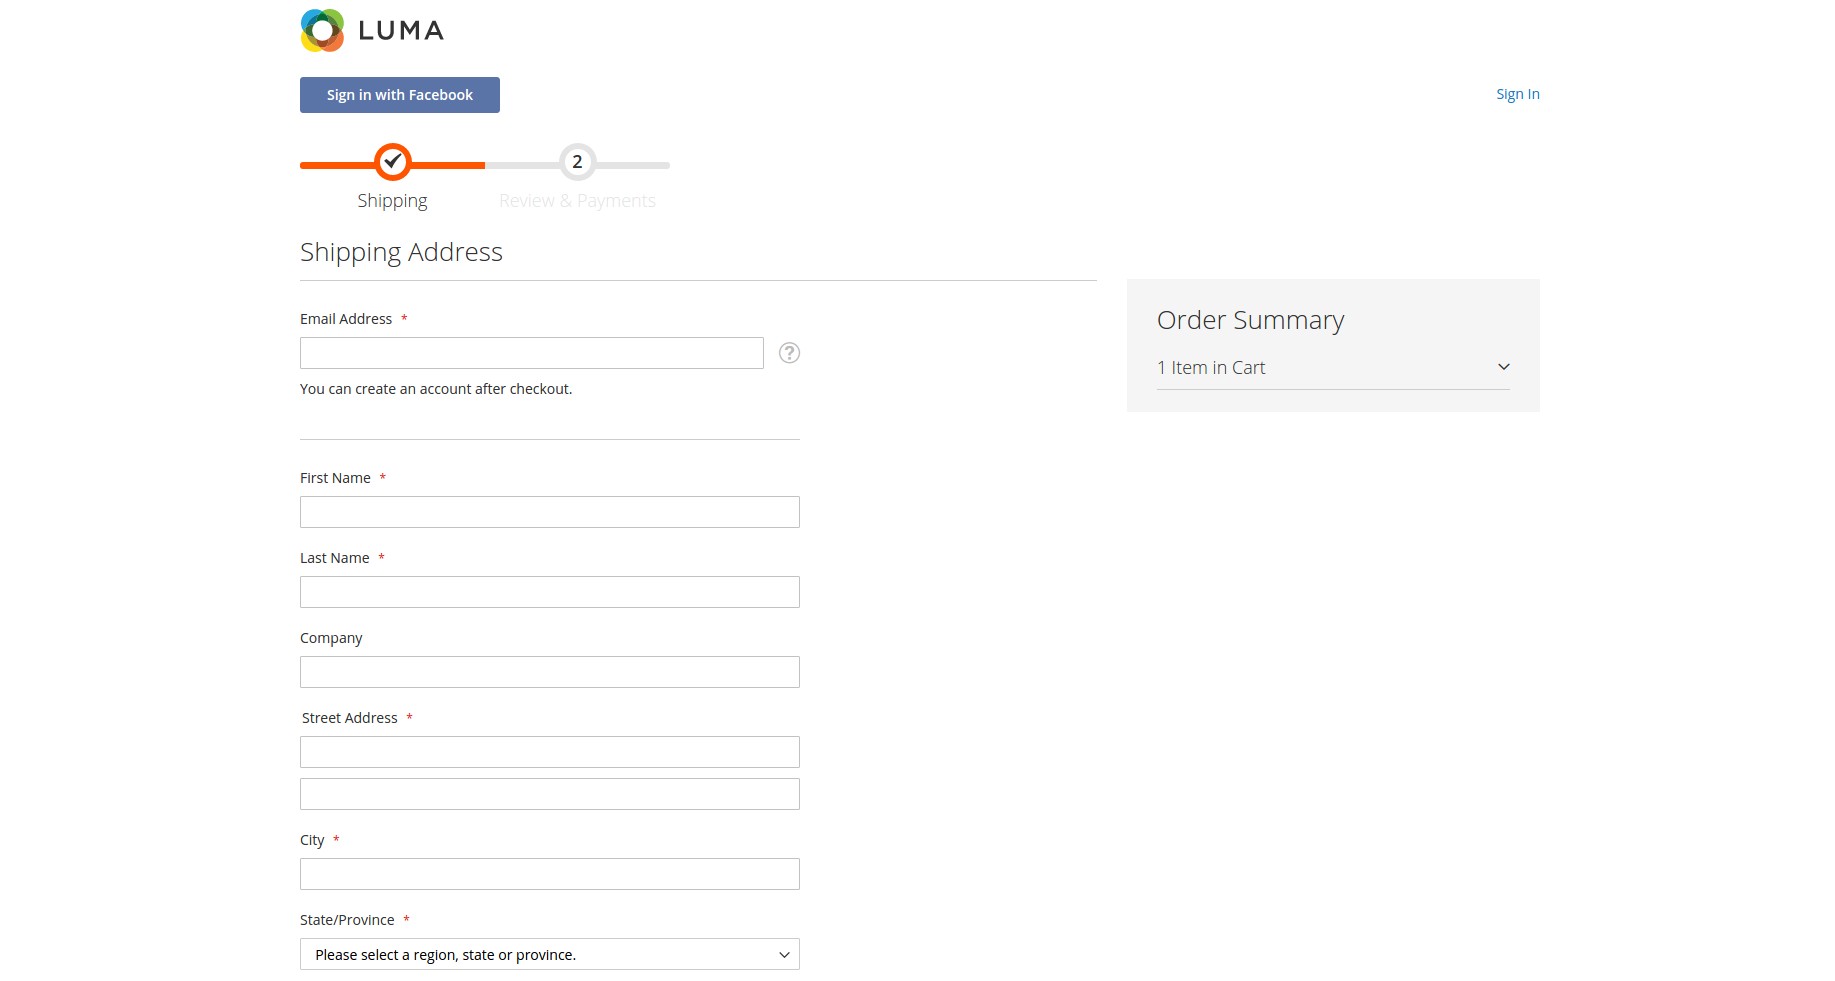 LUMA
Sign in with Facebook
Sign In
2
Shipping
Review & Payments
Shipping Address
Email Address *
?
You can create an account after checkout.
Order Summary
1 Item in Cart
First Name *
Last Name *
Company
Street Address *
City *
State/Province *
Please select a region, state or province.